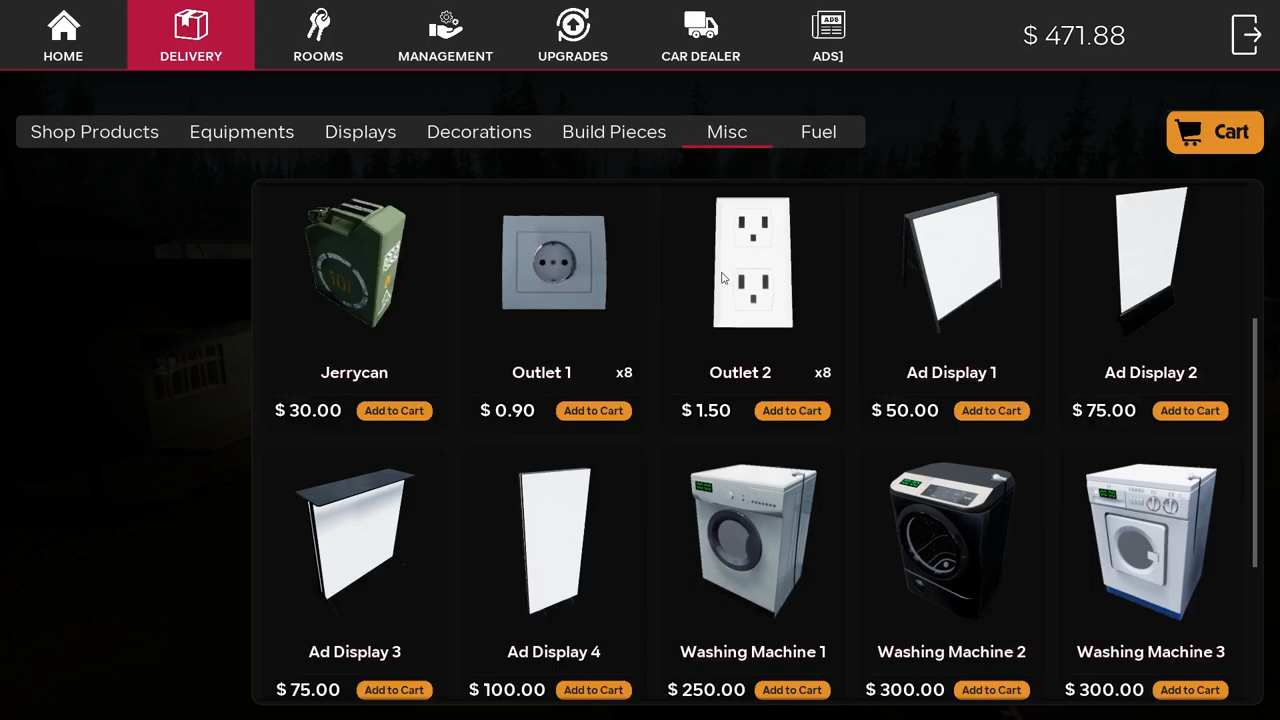 HOME DELIVERY ROOMS MANAGEMENT UPGRADES CAR DEALER ADS]
ADS
$ 471.88
Shop Products Equipments Displays Decorations Build Pieces Misc Fuel
Cart
Jerrycan Outlet 1 x8 Outlet 2 x8 Ad Display 1 Ad Display 2
$ 30.00 Add to Cart $ 0.90 Add to Cart $ 1.50 Add to Cart $ 50.00 Add to Cart $ 75.00 Add to Cart
Ad Display 3 Ad Display 4 Washing Machine 1 Washing Machine 2 Washing Machine 3
$ 75.00 Add to Cart $ 100.00 Add to Cart $ 250.00 Add to Cart $ 300.00 Add to Cart $ 300.00 Add to Cart